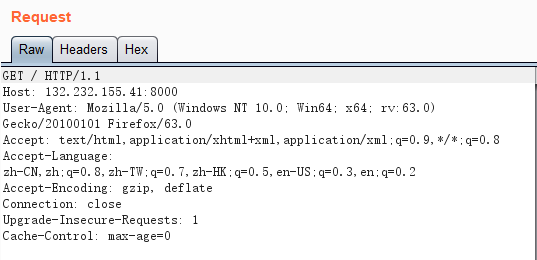 Request
Raw Headers Hex
GET / HTTP/1.1
Host: 132.232.155.41:8000
User-Agent: Mozilla/5.0 (Windows NT 10.0; Win64; x64; rv:63.0)
Gecko/20100101 Firefox/63.0
Accept: text/html,application/xhtml+xml,application/xml;q=0.9,*/*;q=0.8
Accept-Language:
zh-CN,zh;q=0.8,zh-TW;q=0.7,zh-HK;q=0.5,en-US;q=0.3,en;q=0.2
Accept-Encoding: gzip, deflate
Connection: close
Upgrade-Insecure-Requests: 1
Cache-Control: max-age=0